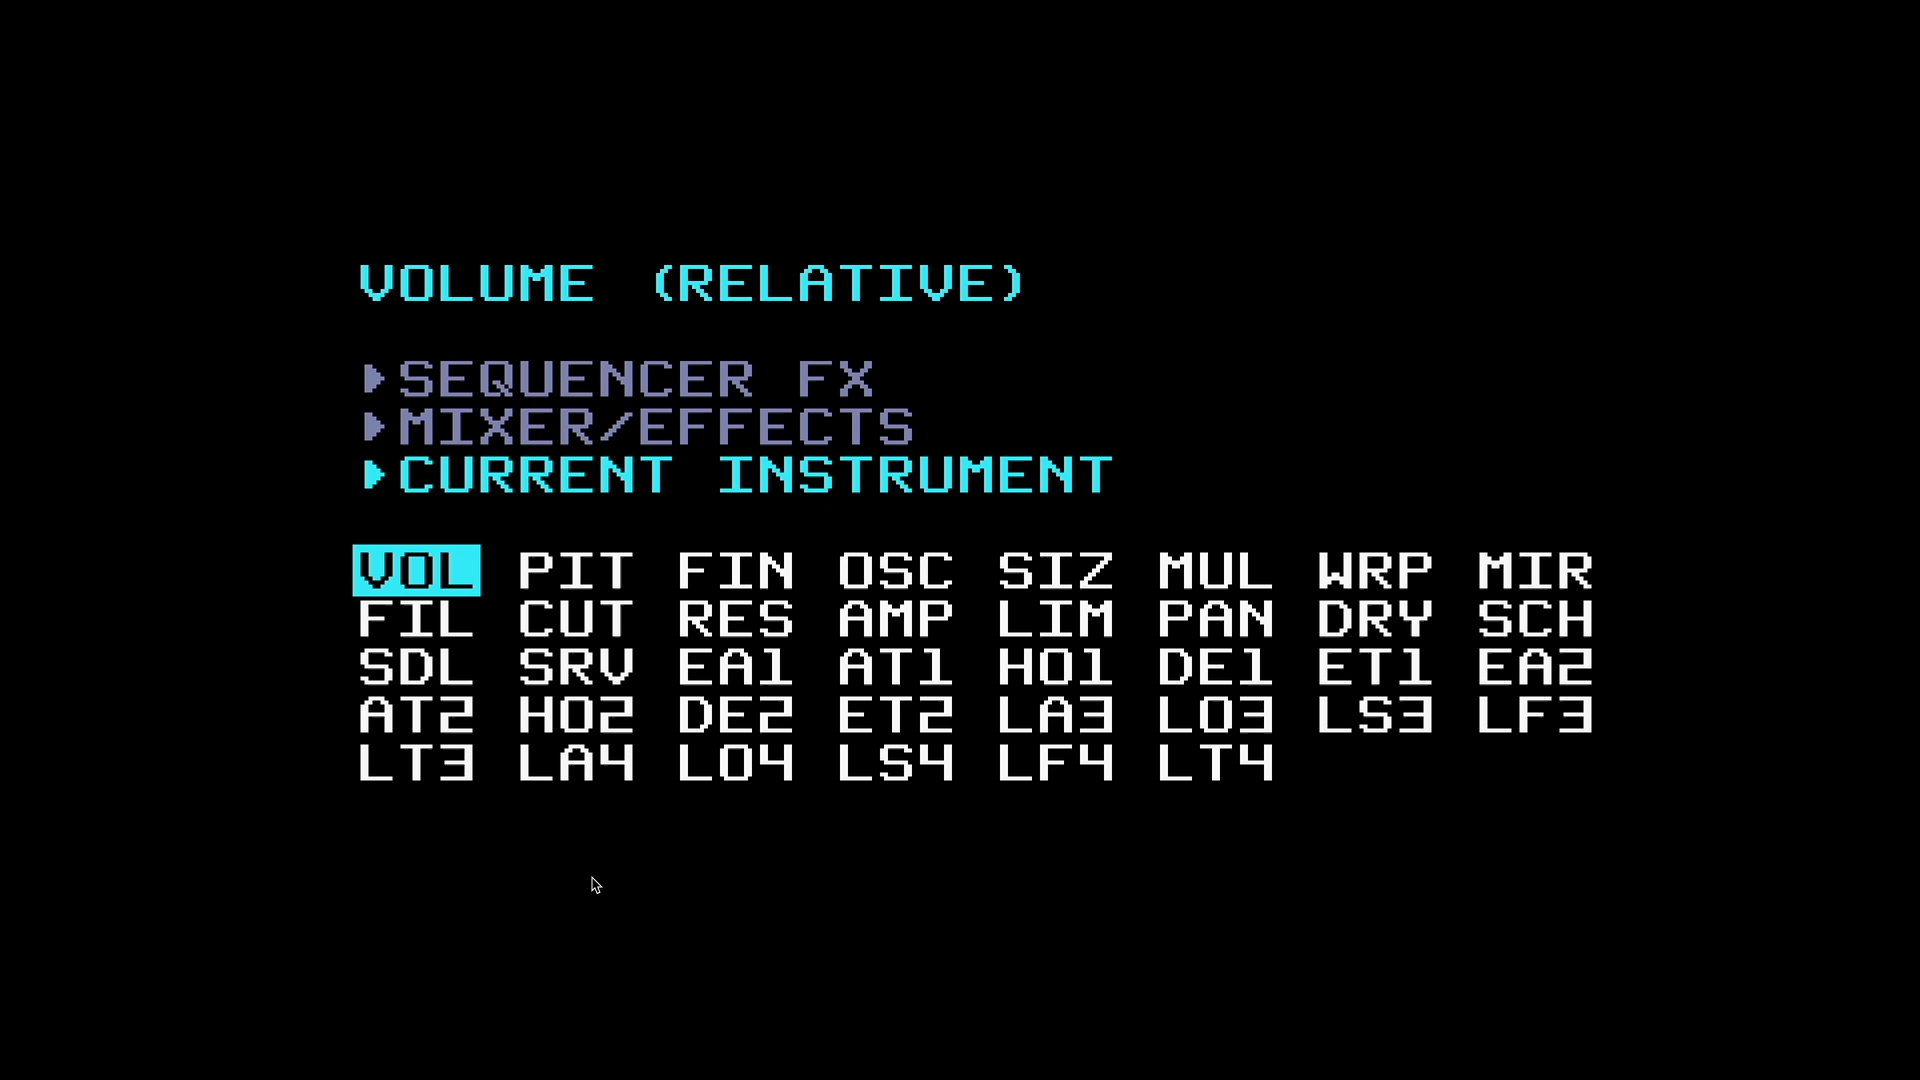 VOLUME (RELATIVE)
SEQUENCER FX
MIXER/EFFECTS
CURRENT INSTRUMENT
VOL PIT FIN OSC SIZ MUL WRP MIR
FIL CUT RES AMP LIM PAN DRY SCH
SDL SRV EA1 AT1 HO1 DE1 ET1 EA2
AT2 HO2 DE2 ET2 LA3 LO3 LS3 LF3
LT3 LA4 LO4 LS4 LF4 LT4